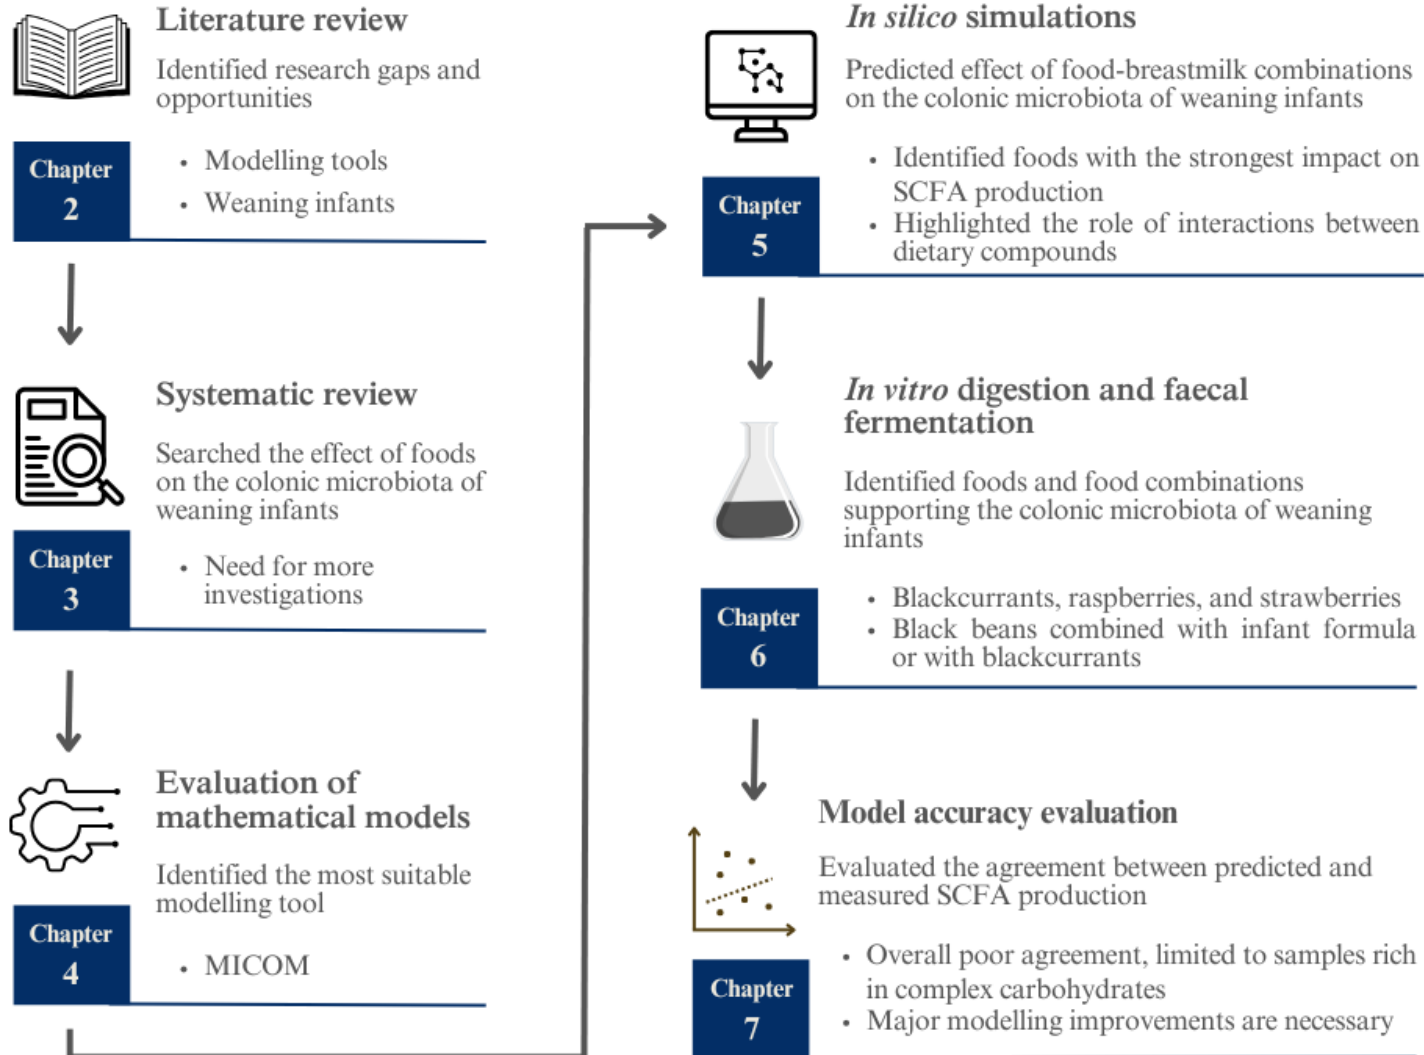 Literature review
Identified research gaps and
opportunities
Chapter
2
• Modelling tools
• Weaning infants
Systematic review
Searched the effect of foods
on the colonic microbiota of
weaning infants
Chapter
3
• Need for more
investigations
Evaluation of
mathematical models
Identified the most suitable
modelling tool
Chapter
4
• MICOM
In silico simulations
Predicted effect of food-breastmilk combinations
on the colonic microbiota of weaning infants
Chapter
5
• Identified foods with the strongest impact on
SCFA production
• Highlighted the role of interactions between
dietary compounds
In vitro digestion and faecal
fermentation
Identified foods and food combinations
supporting the colonic microbiota of weaning
infants
Chapter
6
• Blackcurrants, raspberries, and strawberries
• Black beans combined with infant formula
or with blackcurrants
Model accuracy evaluation
Evaluated the agreement between predicted and
measured SCFA production
Chapter
7
• Overall poor agreement, limited to samples rich
in complex carbohydrates
• Major modelling improvements are necessary